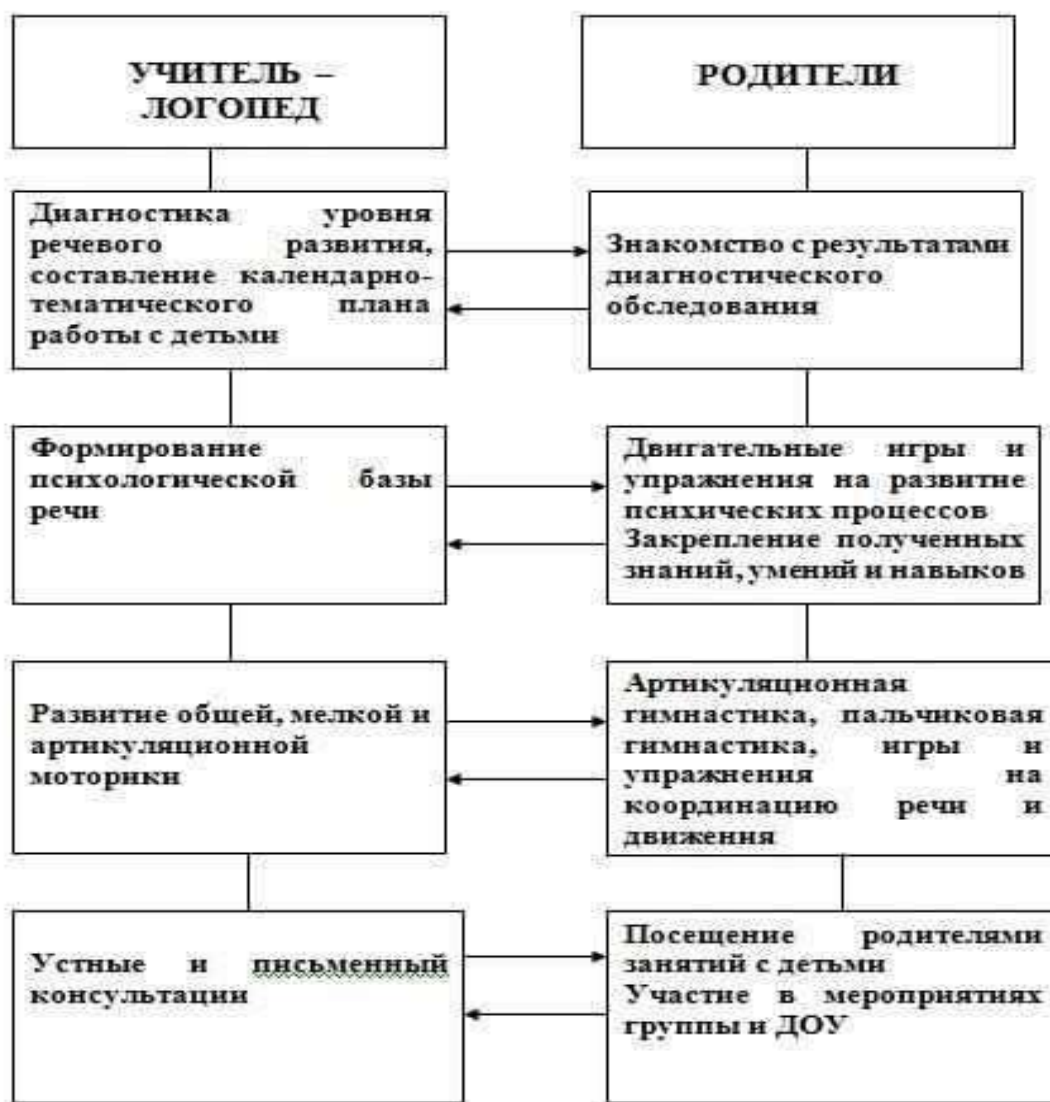 УЧИТЕЛЬ –
ЛОГОПЕД
РОДИТЕЛИ
Диагностика уровня
речевого развития,
составление календарно-
тематического плана
работы с детьми
Знакомство с результатами
диагностического
обследования
Формирование
психологической базы
речи
Двигательные игры и
упражнения на развитие
психических процессов
Закрепление полученных
знаний, умений и навыков
Развитие общей, мелкой и
артикуляционной
моторики
Артикуляционная
гимнастика, пальчиковая
гимнастика, игры и
упражнения на
координацию речи и
движения
Устные и письменный
консультации
Посещение родителями
занятий с детьми
Участие в мероприятиях
группы и ДОУ